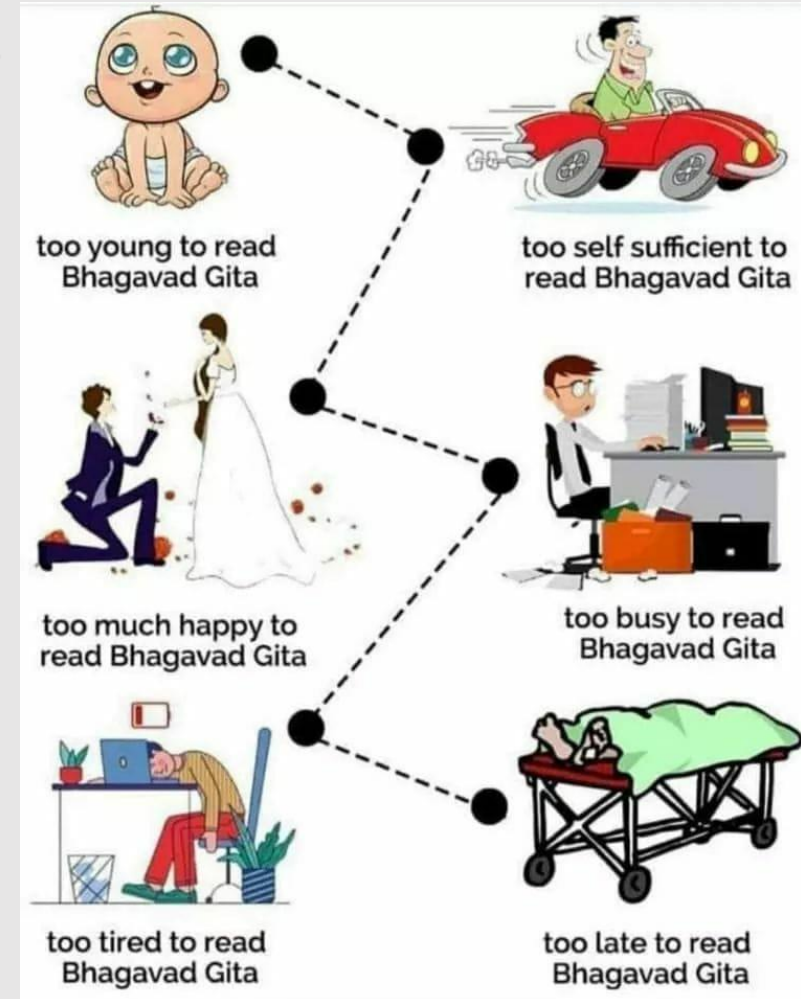 too young to read
Bhagavad Gita
too self sufficient to
read Bhagavad Gita
too much happy to
read Bhagavad Gita
too busy to read
Bhagavad Gita
too tired to read
Bhagavad Gita
too late to read
Bhagavad Gita